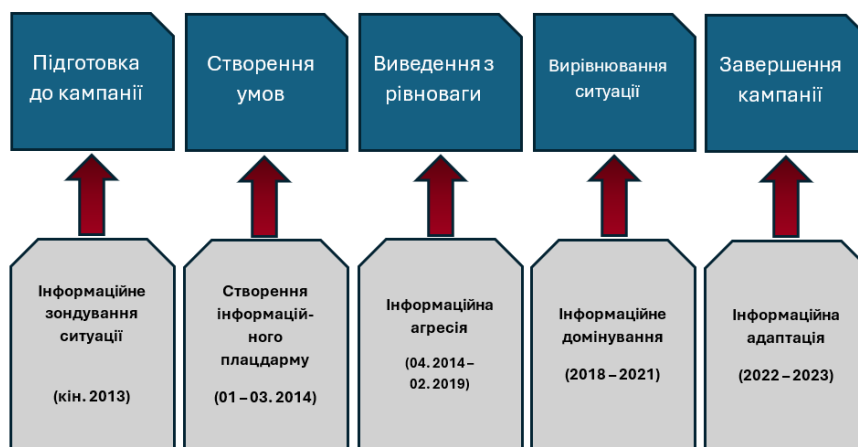 Підготовка
до кампанії
Створення
умов
Виведення з
рівноваги
Вирівнювання
ситуації
Завершення
кампанії
Інформаційне
зондування
ситуації
(кін. 2013)
Створення
інформацій-
ного
плацдарму
(01 – 03. 2014)
Інформаційна
агресія
(04. 2014 –
02. 2019)
Інформаційне
домінування
(2018 – 2021)
Інформаційна
адаптація
(2022 – 2023)